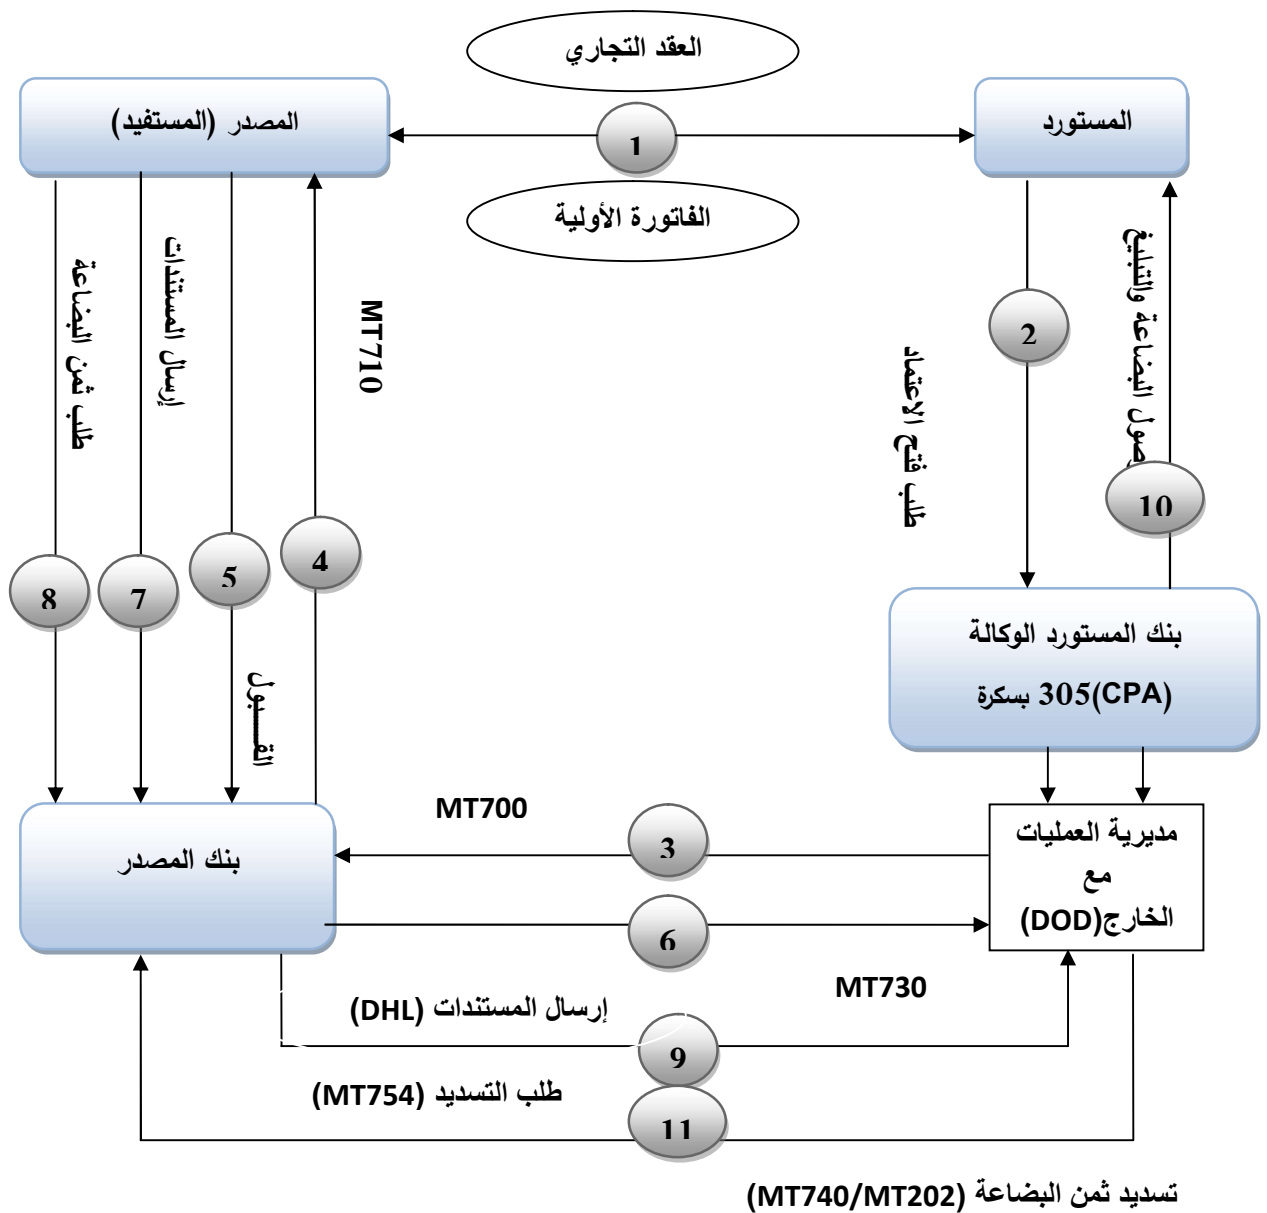 العقد التجاري
المستورد
المصدر (المستفيد)
1
الفاتورة الأولية
وصول البضاعة والتبليغ
إرسال المستندات
طلب ثمن البضاعة
MT710
2
طلب فتح الإعتماد
10
4
5
7
8
بنك المستورد الوكالة
(CPA)305 بسكرة
القـــبول
MT700
3
مديرية العمليات
مع
الخارج(DOD)
بنك المصدر
6
MT730
إرسال المستندات (DHL)
9
طلب التسديد (MT754)
11
تسديد ثمن البضاعة (MT740/MT202)